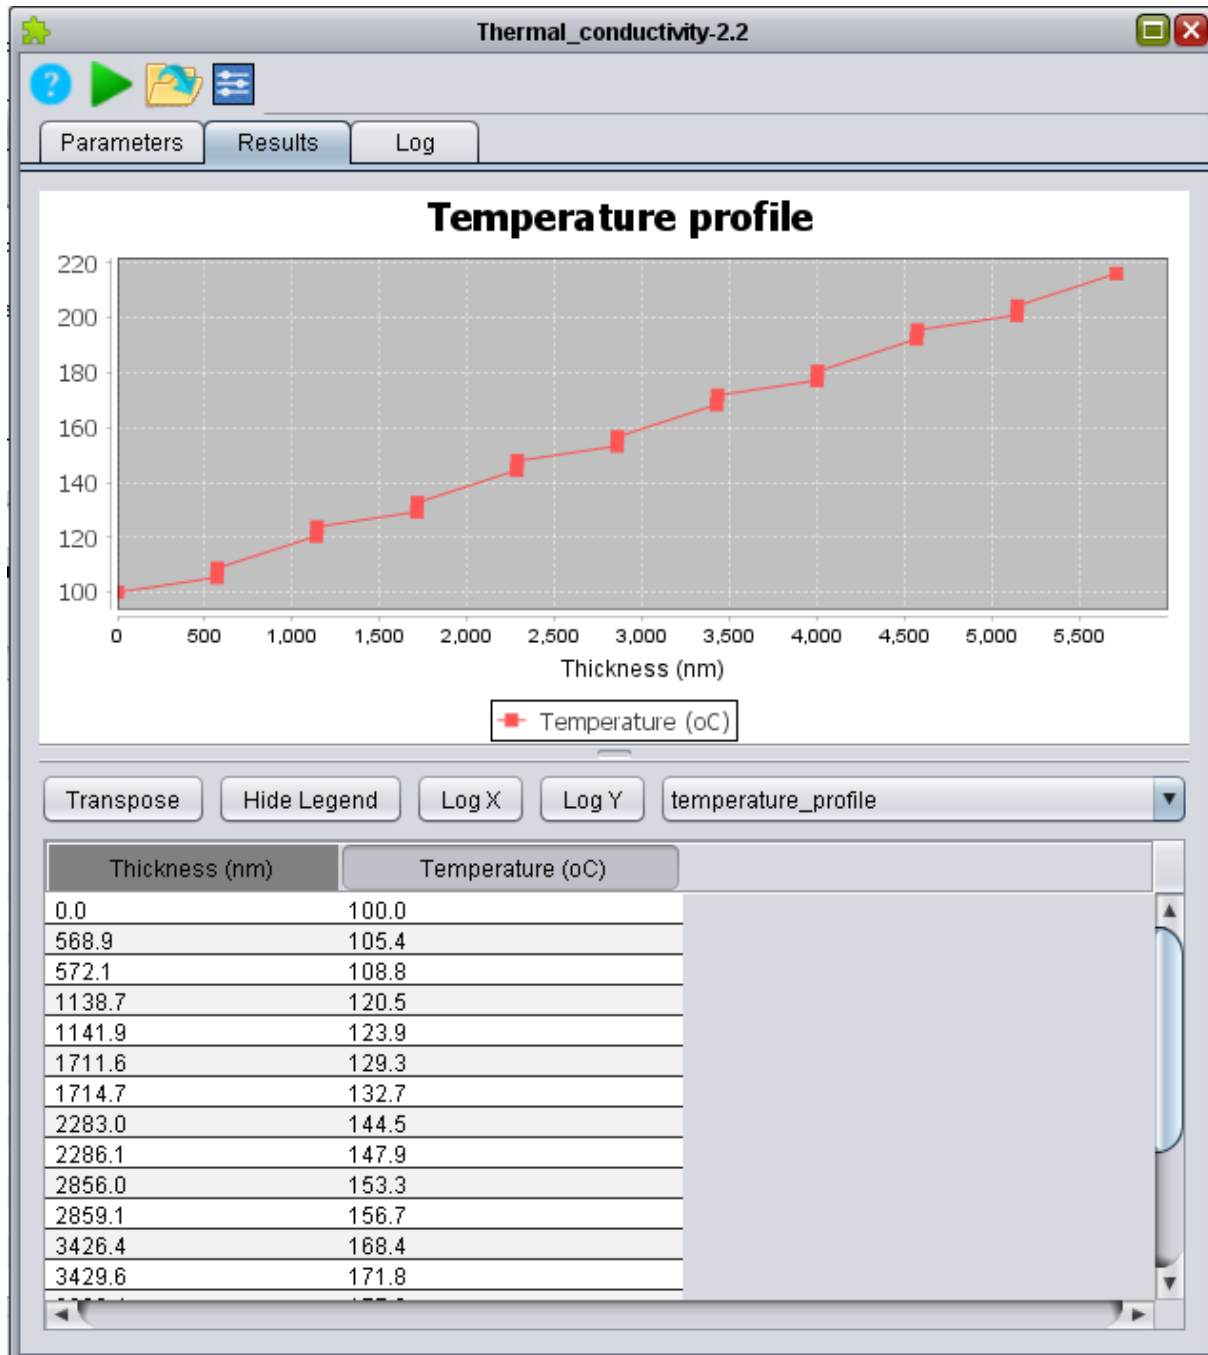 Thermal_conductivity-2.2
?
Parameters Results Log
Temperature profile
220
200
180
160
140
120
100
0 500 1,000 1,500 2,000 2,500 3,000 3,500 4,000 4,500 5,000 5,500
Thickness (nm)
Temperature (oC)
Transpose Hide Legend Log X Log Y temperature_profile
Thickness (nm) Temperature (oC)
0.0 100.0
568.9 105.4
572.1 108.8
1138.7 120.5
1141.9 123.9
1711.6 129.3
1714.7 132.7
2283.0 144.5
2286.1 147.9
2856.0 153.3
2859.1 156.7
3426.4 168.4
3429.6 171.8